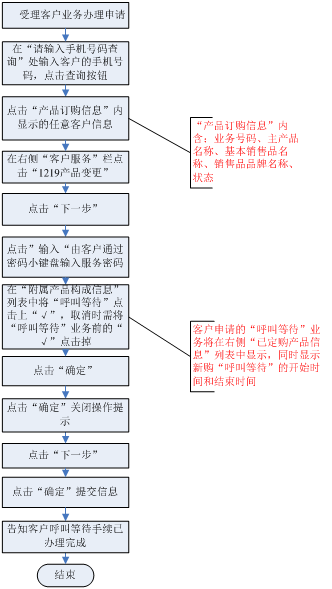 受理客户业务办理申请
在“请输入手机号码查
询”处输入客户的手机号
码，点击查询按钮
点击“产品订购信息”内
显示的任意客户信息
“产品订购信息”内
含：业务号码、主产品
名称、基本销售品名
称、销售品品牌名称、
状态
在右侧“客户服务”栏点
击“1219产品变更”
点击“下一步”
点击”输入“由客户通过
密码小键盘输入服务密码
在“附属产品构成信息”
列表中将“呼叫等待”点
击上“√”，取消时需将
“呼叫等待”业务前的“
√”点击掉
客户申请的“呼叫等待”业
务将在右侧“已定购产品信
息”列表中显示，同时显示
新购“呼叫等待”的开始时
间和结束时间
点击“确定”
点击“确定”关闭操作提
示
点击“下一步”
点击“确定”提交信息
告知客户呼叫等待手续已
办理完成
结束